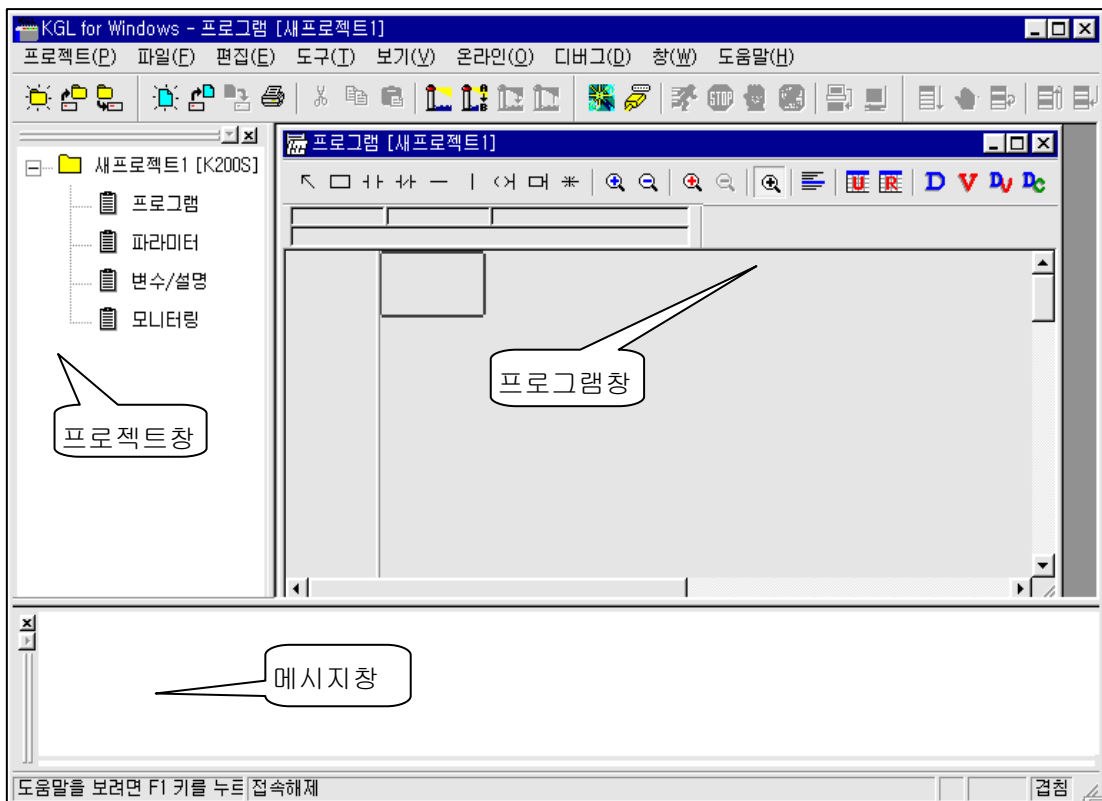 KGL for Windows - 프로그램 [새프로젝트1]
프로젝트(P) 파일(F) 편집(E) 도구(T) 보기(V) 온라인(O) 디버그(D) 창(W) 도움말(H)
STOP
A
B
새프로젝트1 [K200S]
프로그램
파라미터
변수/설명
모니터링
프로젝트창
프로그램 [새프로젝트1]
U R D V DV DC
프로그램창
메시지창
도움말을 보려면 F1 키를 누르 접속해제 겹침